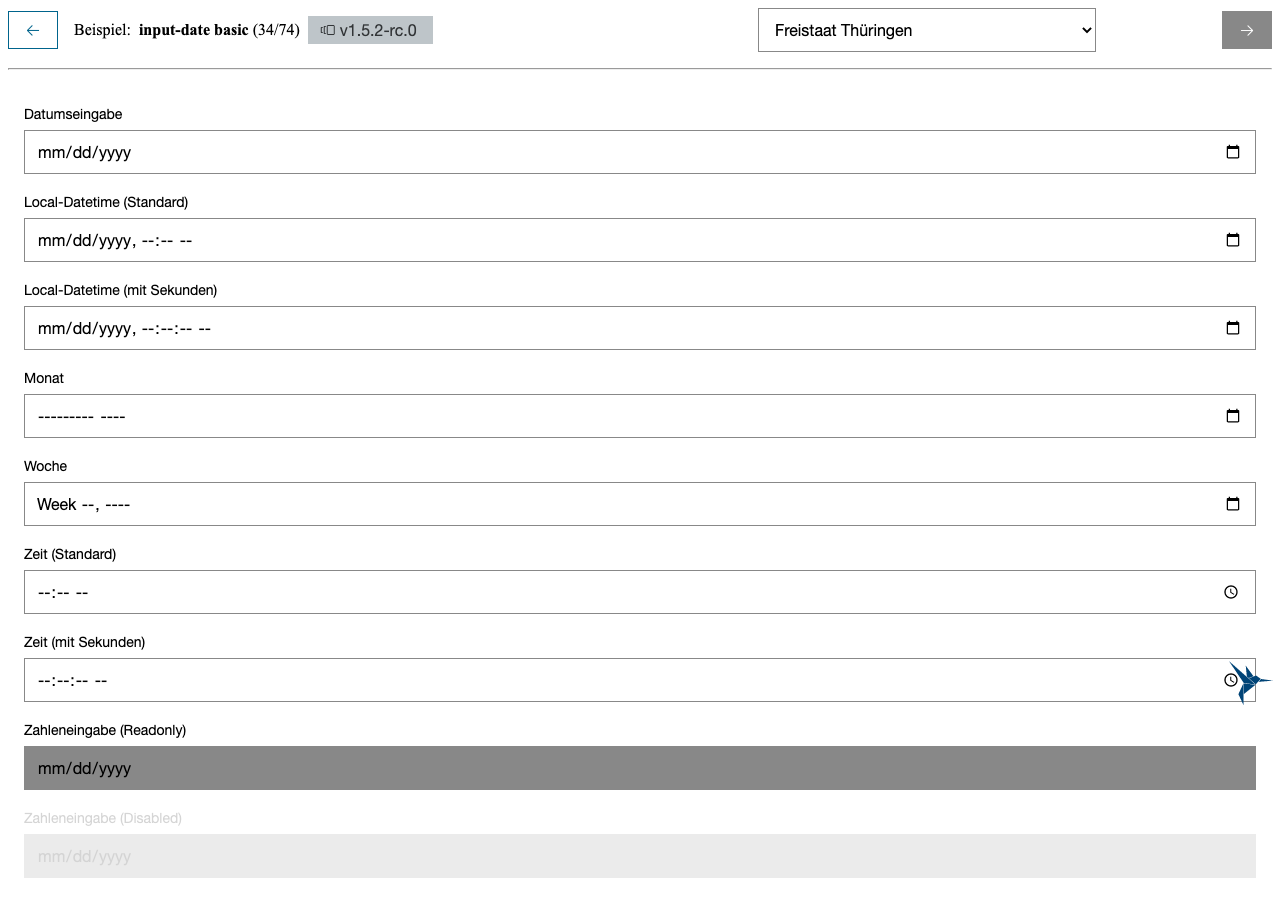 Beispiel: input-date basic (34/74) v1.5.2-rc.0 Freistaat Thüringen
Datumseingabe
mm/dd/yyyy
Local-Datetime (Standard)
mm/dd/yyyy, --:-- --
Local-Datetime (mit Sekunden)
mm/dd/yyyy, --:--:-- --
Monat
--------- ----
Woche
Week --, ----
Zeit (Standard)
--:-- --
Zeit (mit Sekunden)
--:--:-- --
Zahleneingabe (Readonly)
mm/dd/yyyy
Zahleneingabe (Disabled)
mm/dd/yyyy